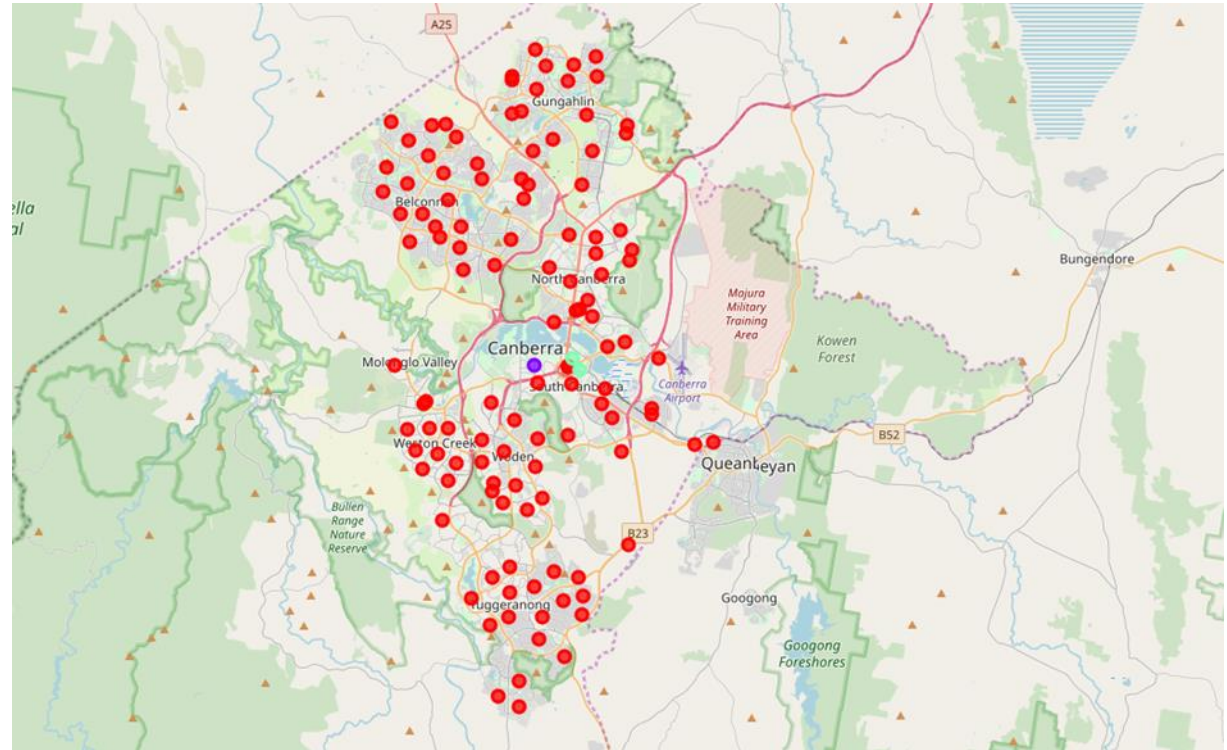 A25
Gungahlin
ella
al
Belconn n
Bungendore
North Canberra
Majura
Military
Training
Area
Kowen
Forest
Canberra
Molonglo Valley
South Canberra
Canberra
Airport
B52
Weston Creek
Woden
Queanbeyan
Bullen
Range
Nature
Reserve
B23
Tuggeranong
Googong
Googong
Foreshores